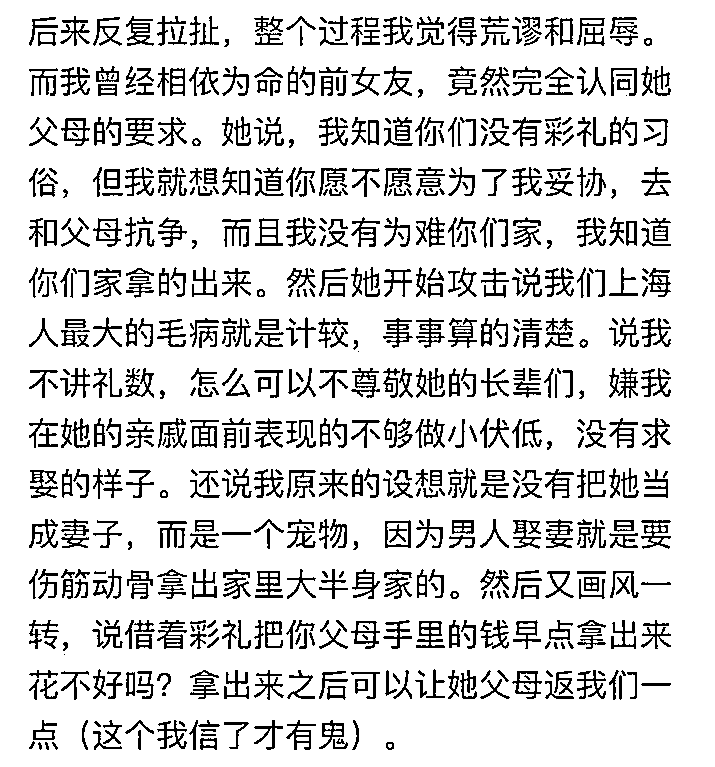 后来反复拉扯，整个过程我觉得荒谬和屈辱。
而我曾经相依为命的前女友，竟然完全认同她
父母的要求。她说，我知道你们没有彩礼的习
俗，但我就想知道你愿不愿意为了我妥协，去
和父母抗争，而且我没有为难你们家，我知道
你们家拿的出来。然后她开始攻击说我们上海
人最大的毛病就是计较，事事算的清楚。说我
不讲礼数，怎么可以不尊敬她的长辈们，嫌我
在她的亲戚面前表现的不够做小伏低，没有求
娶的样子。还说我原来的设想就是没有把她当
成妻子，而是一个宠物，因为男人娶妻就是要
伤筋动骨拿出家里大半身家的。然后又画风一
转，说借着彩礼把你父母手里的钱早点拿出来
花不好吗？拿出来之后可以让她父母返我们一
点（这个我信了才有鬼）。